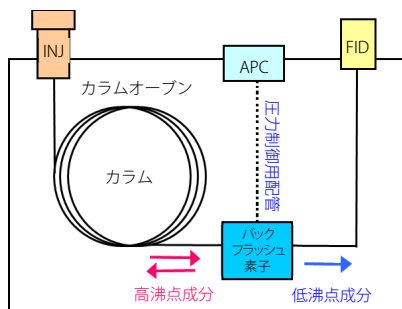 INJ
FID
APC
カラムオーブン
カラム
圧力制御用配管
バック
フラッシュ
素子
高沸点成分
低沸点成分